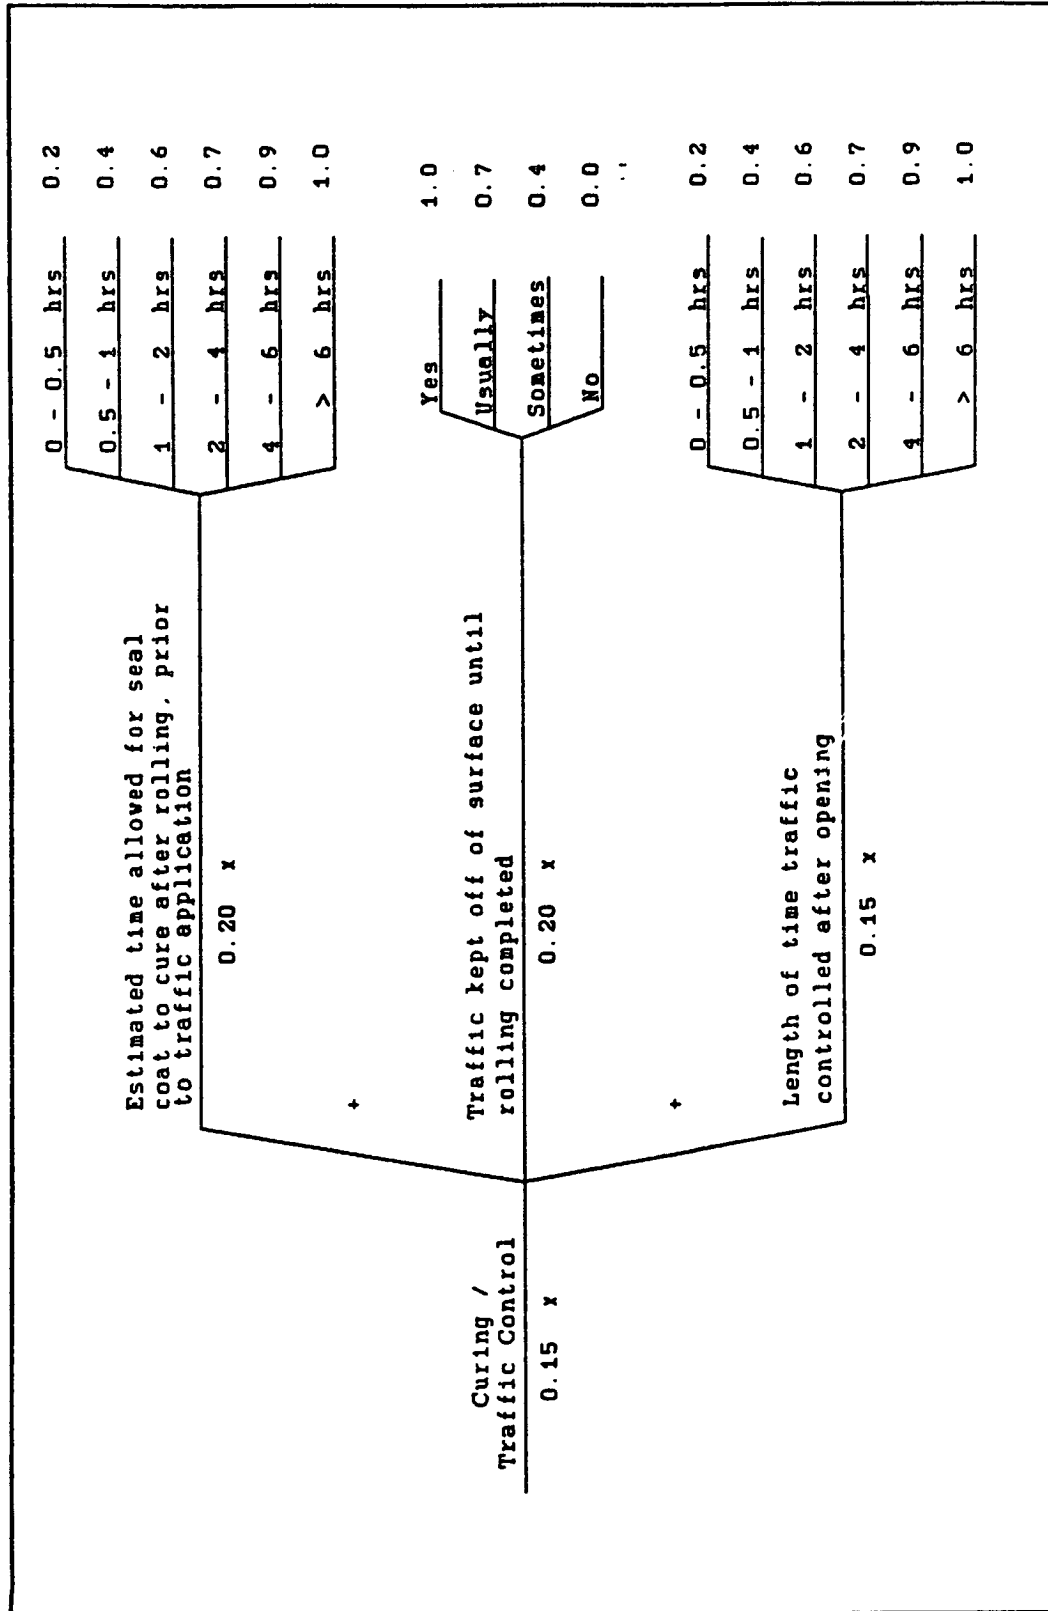 Curing /
Traffic Control
0.15 x
Estimated time allowed for seal
coat to cure after rolling, prior
to traffic application
0.20 x
0 - 0.5 hrs 0.2
0.5 - 1 hrs 0.4
1 - 2 hrs 0.6
2 - 4 hrs 0.7
4 - 6 hrs 0.9
> 6 hrs 1.0
+
Traffic kept off of surface until
rolling completed
0.20 x
Yes 1.0
Usually 0.7
Sometimes 0.4
No 0.0
+
Length of time traffic
controlled after opening
0.15 x
0 - 0.5 hrs 0.2
0.5 - 1 hrs 0.4
1 - 2 hrs 0.6
2 - 4 hrs 0.7
4 - 6 hrs 0.9
> 6 hrs 1.0